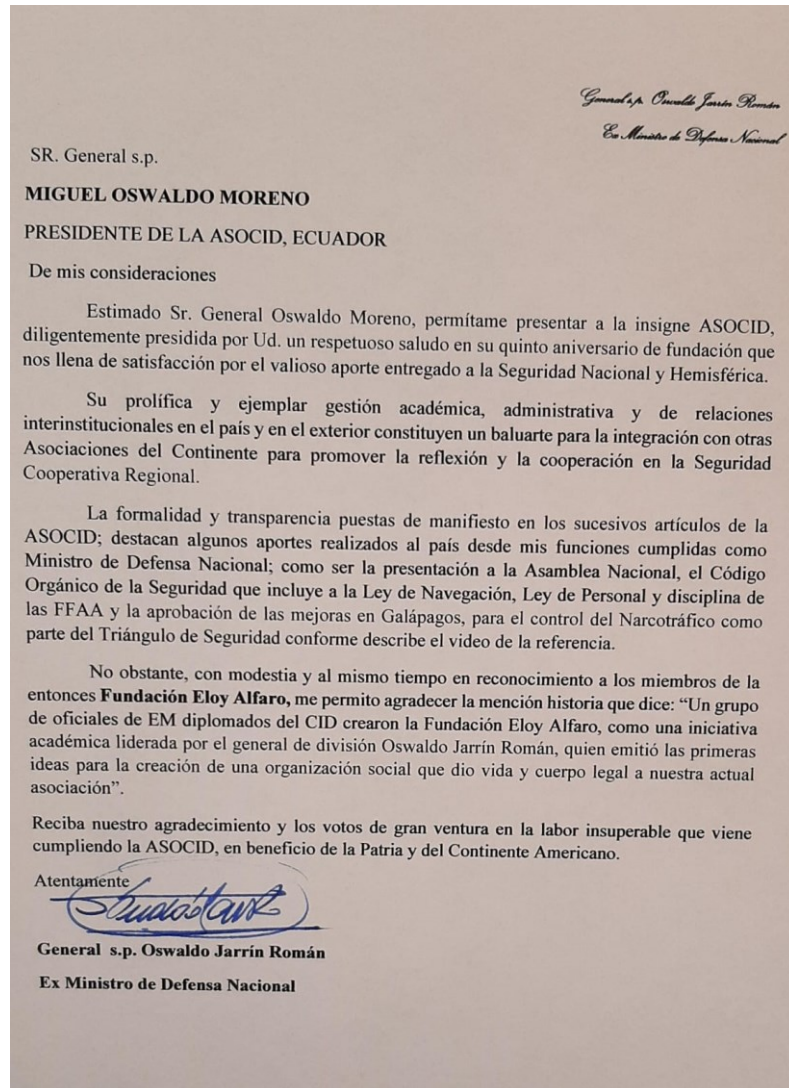 General s.p. Oswaldo Jarrín Román
Ex Ministro de Defensa Nacional
SR. General s.p.
MIGUEL OSWALDO MORENO
PRESIDENTE DE LA ASOCID, ECUADOR
De mis consideraciones
Estimado Sr. General Oswaldo Moreno, permítame presentar a la insigne ASOCID,
diligentemente presidida por Ud. un respetuoso saludo en su quinto aniversario de fundación que
nos llena de satisfacción por el valioso aporte entregado a la Seguridad Nacional y Hemisférica.
Su prolífica y ejemplar gestión académica, administrativa y de relaciones
interinstitucionales en el país y en el exterior constituyen un baluarte para la integración con otras
Asociaciones del Continente para promover la reflexión y la cooperación en la Seguridad
Cooperativa Regional.
La formalidad y transparencia puestas de manifiesto en los sucesivos artículos de la
ASOCID; destacan algunos aportes realizados al país desde mis funciones cumplidas como
Ministro de Defensa Nacional; como ser la presentación a la Asamblea Nacional, el Código
Orgánico de la Seguridad que incluye a la Ley de Navegación, Ley de Personal y disciplina de
las FFAA y la aprobación de las mejoras en Galápagos, para el control del Narcotráfico como
parte del Triángulo de Seguridad conforme describe el video de la referencia.
No obstante, con modestia y al mismo tiempo en reconocimiento a los miembros de la
entonces Fundación Eloy Alfaro, me permito agradecer la mención historia que dice: “Un grupo
de oficiales de EM diplomados del CID crearon la Fundación Eloy Alfaro, como una iniciativa
académica liderada por el general de división Oswaldo Jarrín Román, quien emitió las primeras
ideas para la creación de una organización social que dio vida y cuerpo legal a nuestra actual
asociación”.
Reciba nuestro agradecimiento y los votos de gran ventura en la labor insuperable que viene
cumpliendo la ASOCID, en beneficio de la Patria y del Continente Americano.
Atentamente
General s.p. Oswaldo Jarrín Román
Ex Ministro de Defensa Nacional